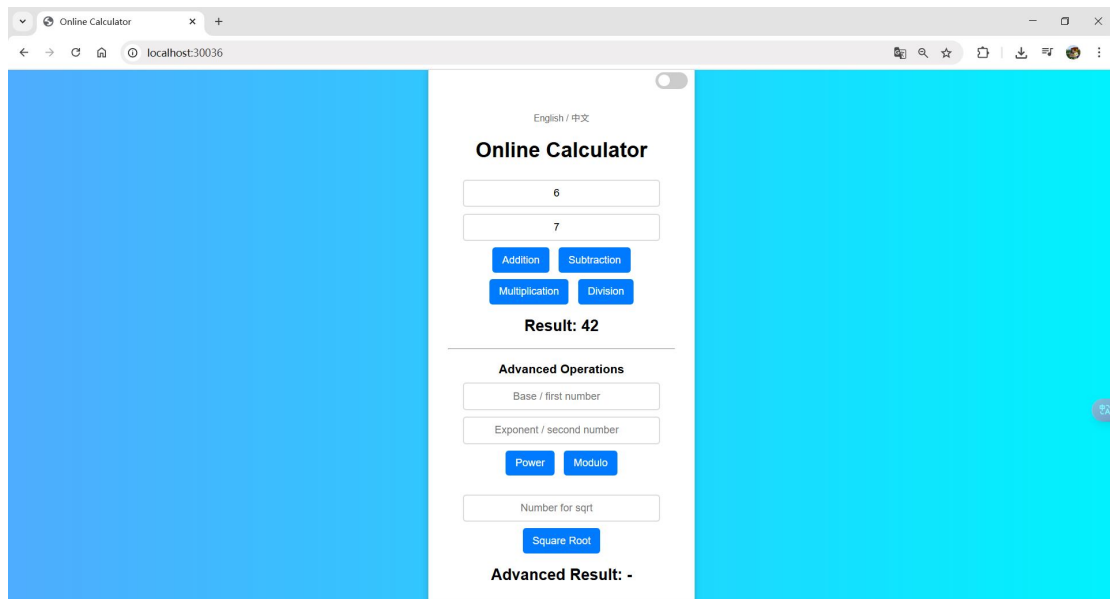 Online Calculator
localhost:30036
English / 中文
Online Calculator
6
7
Addition Subtraction
Multiplication Division
Result: 42
Advanced Operations
Base / first number
Exponent / second number
Power Modulo
Number for sqrt
Square Root
Advanced Result: -